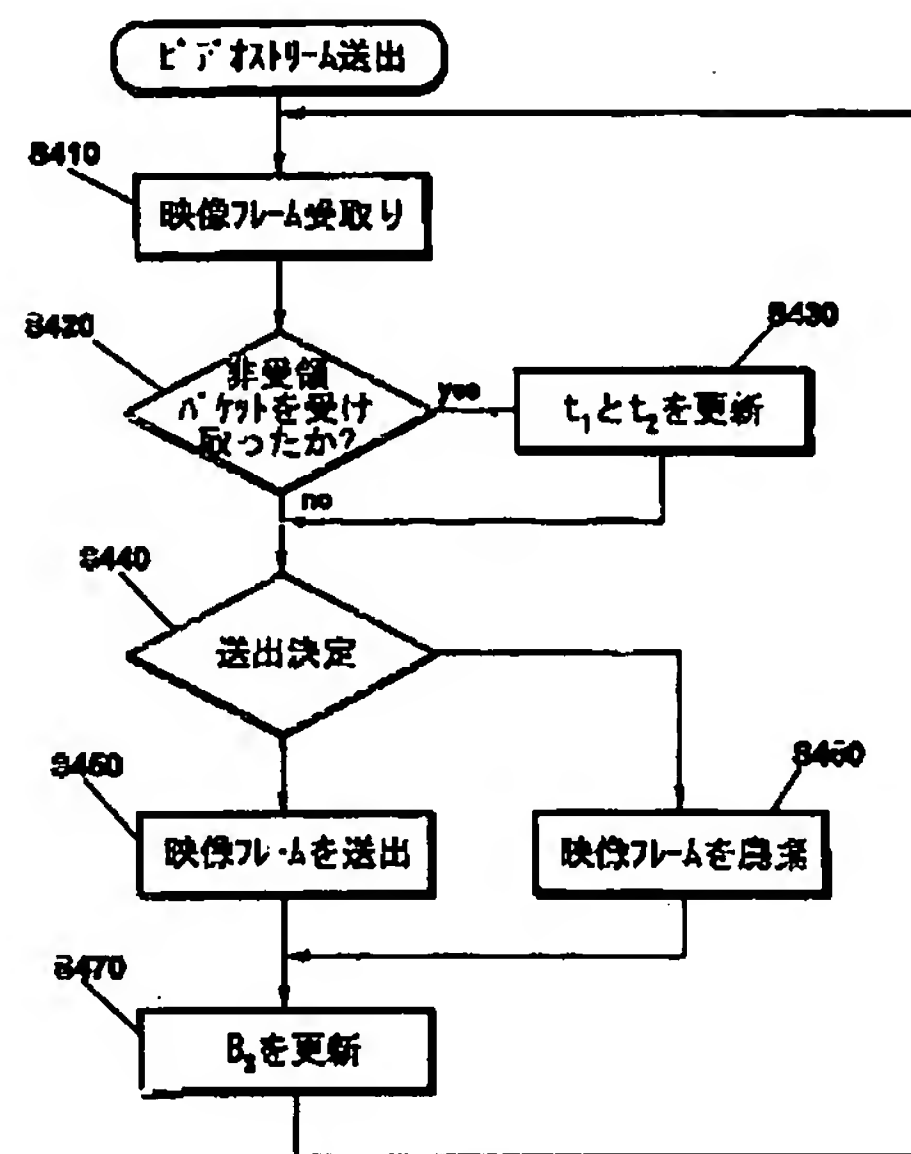 ビデオストリーム送出
S410
映像フレーム受取り
S420
非受領
パケットを受け
取ったか?
yes
S430
t₁とt₂を更新
no
S440
送出決定
S450
映像フレームを送出
S460
映像フレームを廃棄
S470
B₂を更新